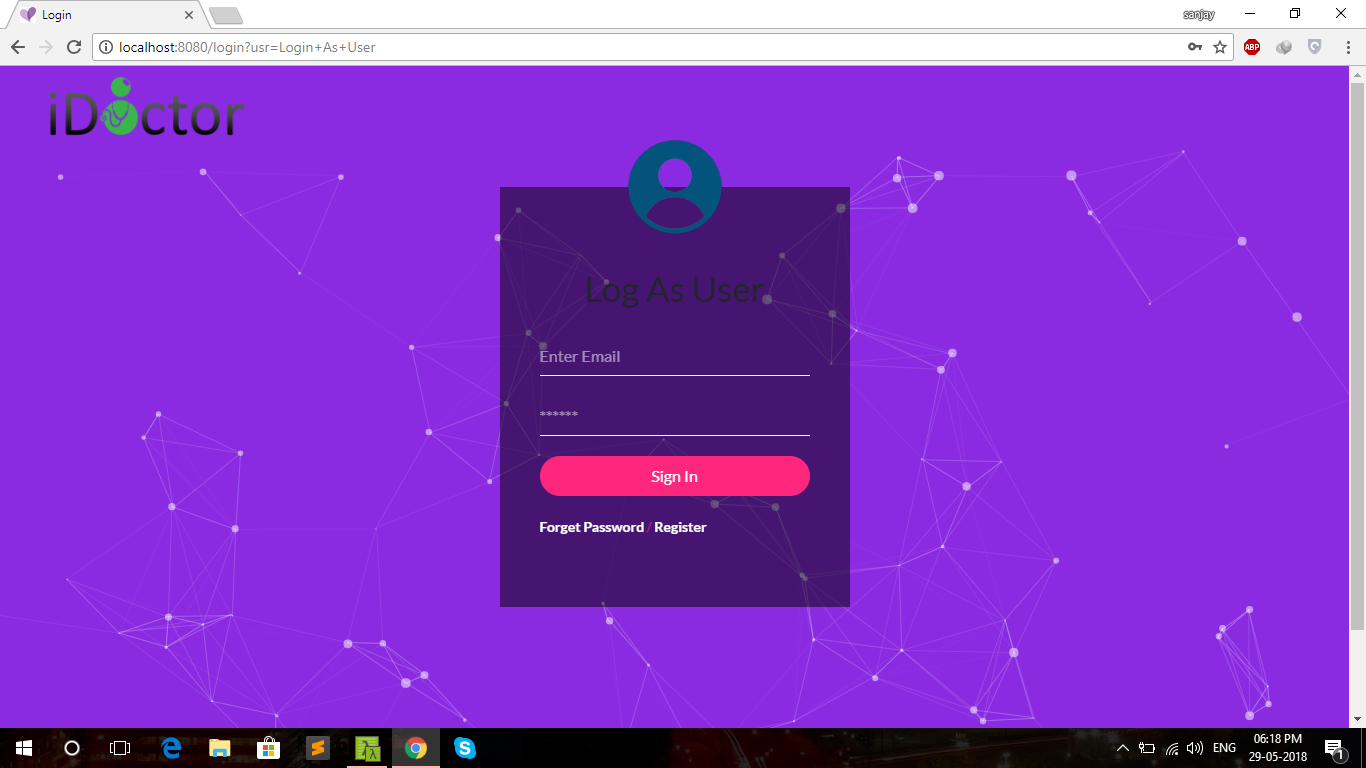 Login
sanjay
localhost:8080/login?usr=Login+As+User
ABP
iDoctor
Log As User
Enter Email
******
Sign In
Forget Password / Register
ENG
06:18 PM
29-05-2018
1